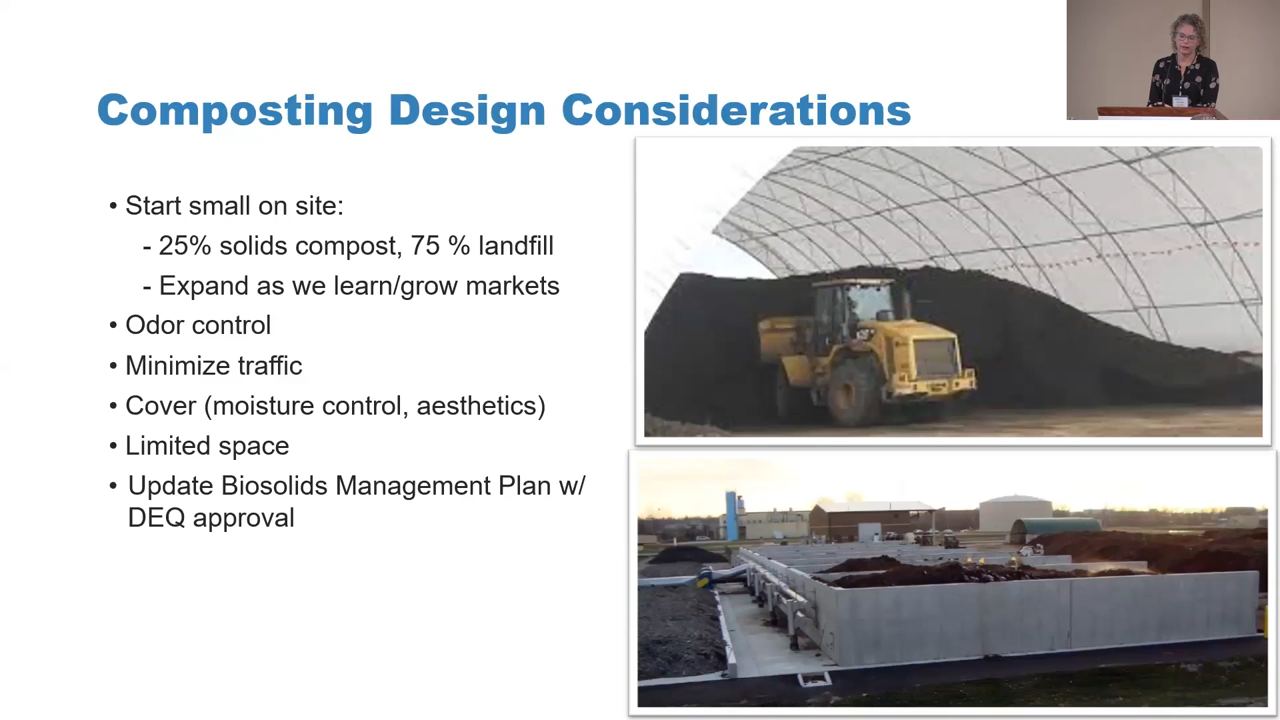 Composting Design Considerations
• Start small on site:
- 25% solids compost, 75 % landfill
- Expand as we learn/grow markets
• Odor control
• Minimize traffic
• Cover (moisture control, aesthetics)
• Limited space
• Update Biosolids Management Plan w/
DEQ approval